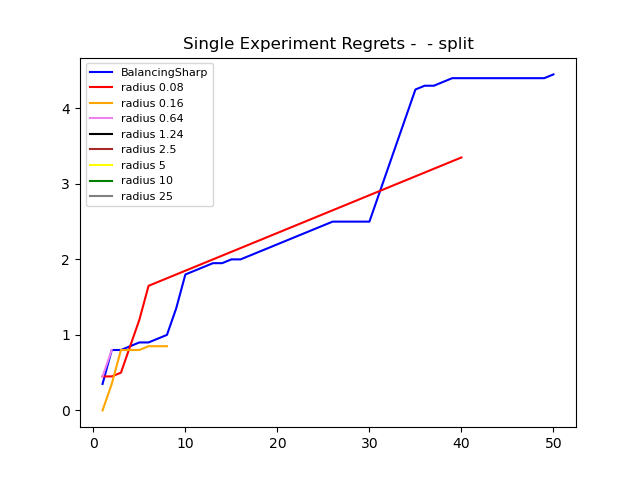 Single Experiment Regrets -  - split
BalancingSharp
radius 0.08
radius 0.16
radius 0.64
radius 1.24
radius 2.5
radius 5
radius 10
radius 25
4
3
2
1
0
0 10 20 30 40 50